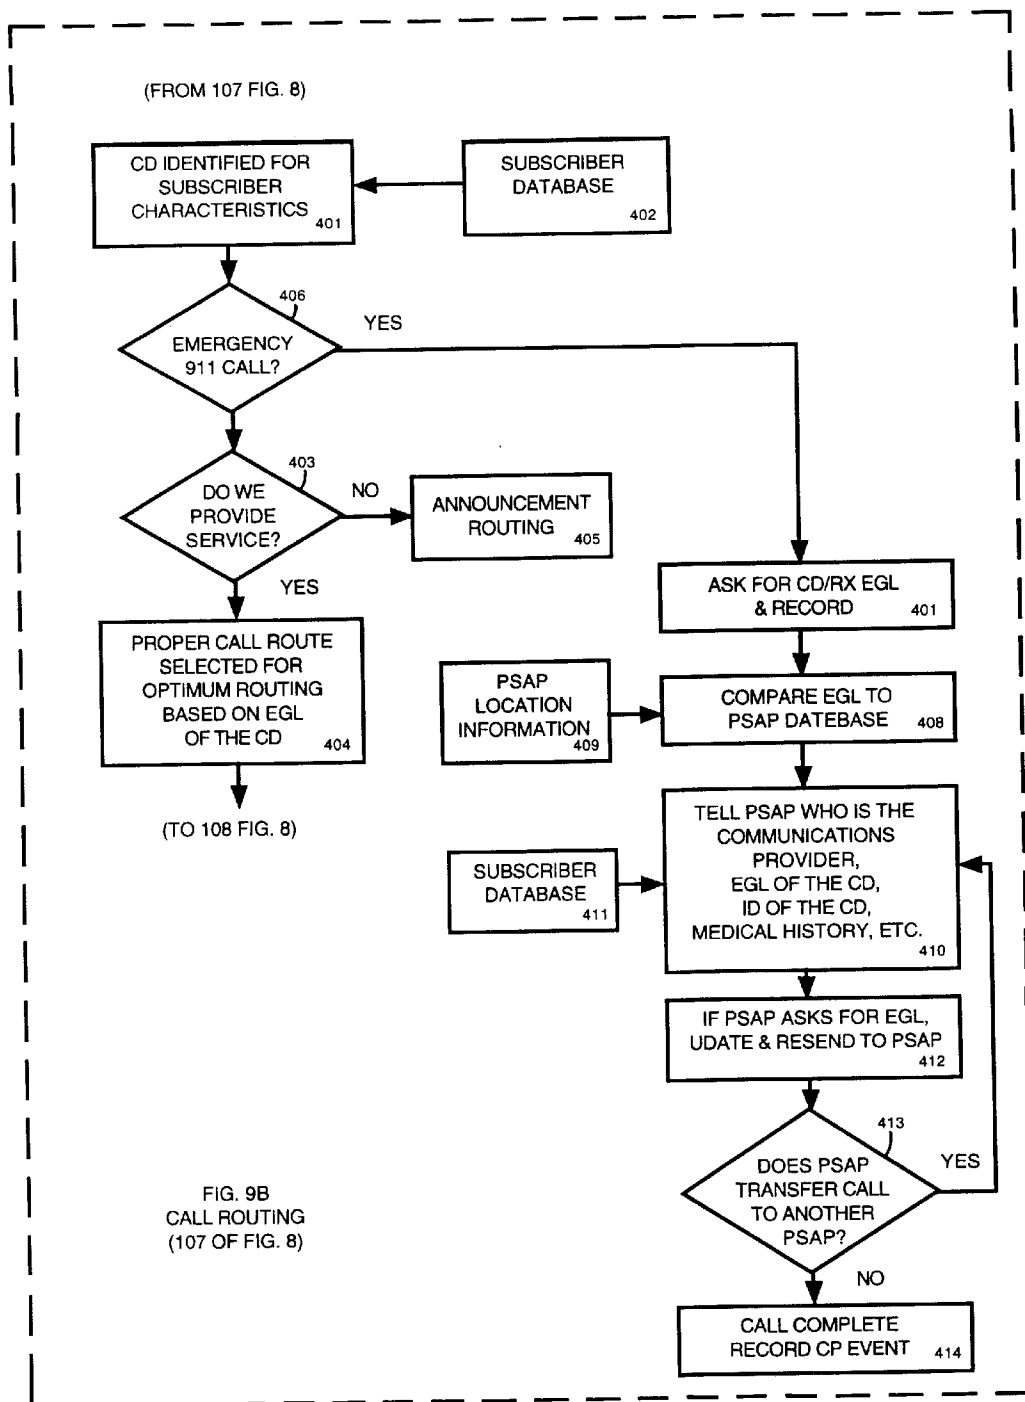 (FROM 107 FIG. 8)
CD IDENTIFIED FOR
SUBSCRIBER
CHARACTERISTICS
401
SUBSCRIBER
DATABASE
402
406
YES
EMERGENCY
911 CALL?
403
DO WE
PROVIDE
SERVICE?
NO
ANNOUNCEMENT
ROUTING
405
YES
PROPER CALL ROUTE
SELECTED FOR
OPTIMUM ROUTING
BASED ON EGL
OF THE CD
404
(TO 108 FIG. 8)
ASK FOR CD/RX EGL
& RECORD
401
PSAP
LOCATION
INFORMATION
409
COMPARE EGL TO
PSAP DATEBASE
408
TELL PSAP WHO IS THE
COMMUNICATIONS
PROVIDER,
EGL OF THE CD,
ID OF THE CD,
MEDICAL HISTORY, ETC.
410
SUBSCRIBER
DATABASE
411
IF PSAP ASKS FOR EGL,
UDATE & RESEND TO PSAP
412
413
DOES PSAP
TRANSFER CALL
TO ANOTHER
PSAP?
YES
NO
CALL COMPLETE
RECORD CP EVENT
414
FIG. 9B
CALL ROUTING
(107 OF FIG. 8)